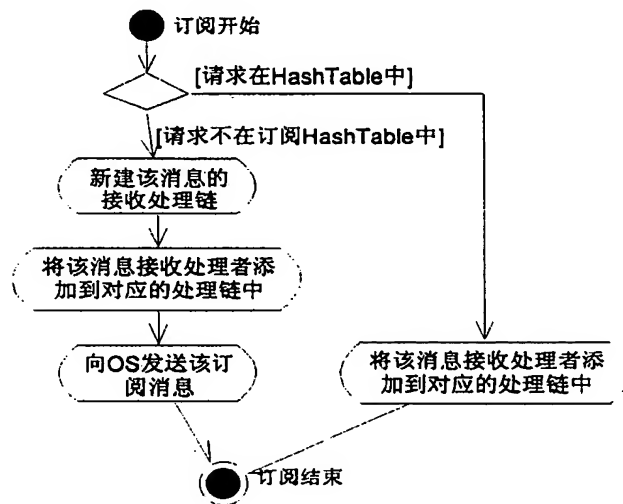 订阅开始
[请求在HashTable中]
[请求不在订阅HashTable中]
新建该消息的
接收处理链
将该消息接收处理者添
加到对应的处理链中
向OS发送该订
阅消息
将该消息接收处理者添
加到对应的处理链中
订阅结束